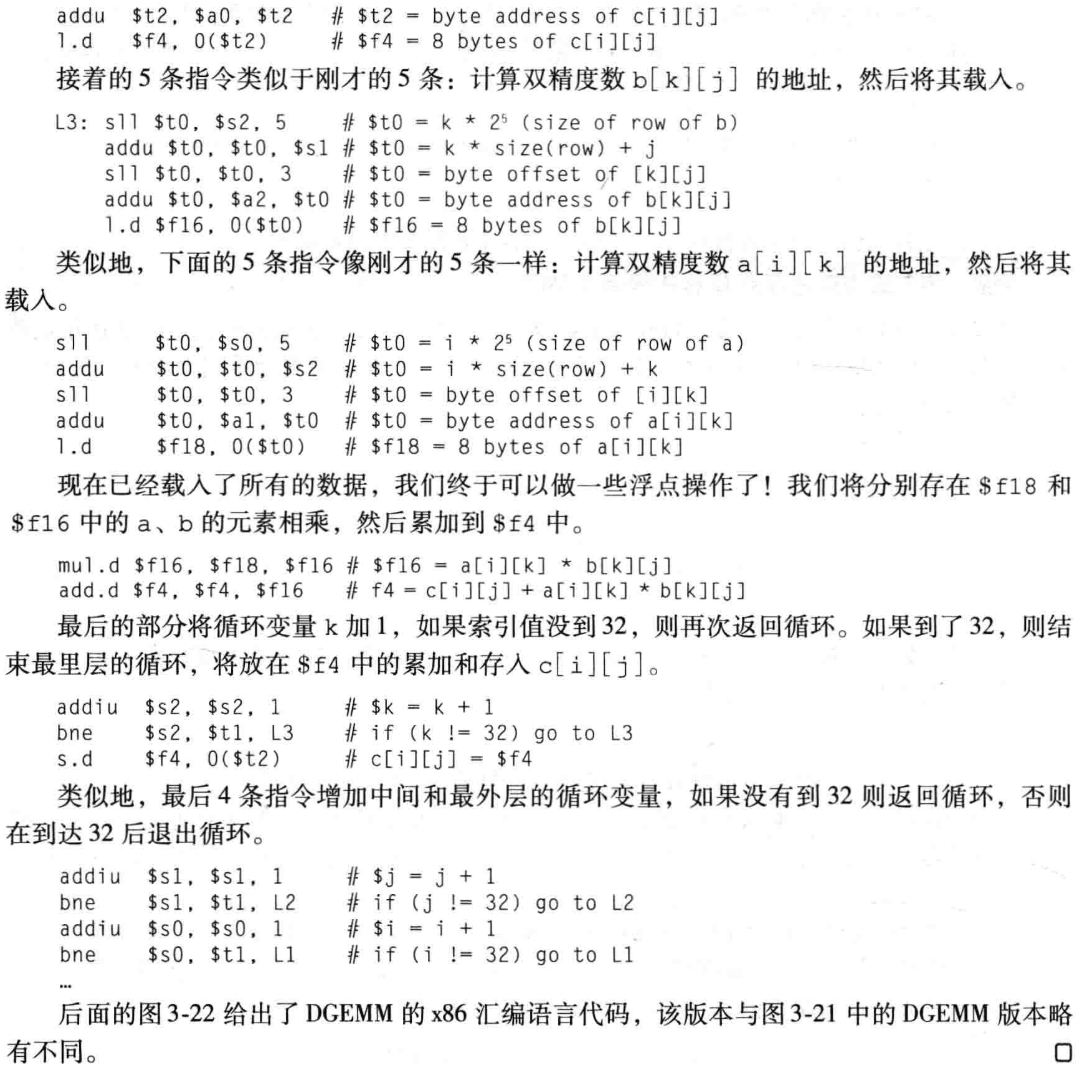 addu $t2, $a0, $t2 # $t2 = byte address of c[i][j]
l.d $f4, 0($t2) # $f4 = 8 bytes of c[i][j]
接着的 5 条指令类似于刚才的 5 条：计算双精度数 b[k][j] 的地址，然后将其载入。
L3: sll $t0, $s2, 5 # $t0 = k * 2⁵ (size of row of b)
addu $t0, $t0, $s1 # $t0 = k * size(row) + j
sll $t0, $t0, 3 # $t0 = byte offset of [k][j]
addu $t0, $a2, $t0 # $t0 = byte address of b[k][j]
l.d $f16, 0($t0) # $f16 = 8 bytes of b[k][j]
类似地，下面的 5 条指令像刚才的 5 条一样：计算双精度数 a[i][k] 的地址，然后将其
载入。
sll $t0, $s0, 5 # $t0 = i * 2⁵ (size of row of a)
addu $t0, $t0, $s2 # $t0 = i * size(row) + k
sll $t0, $t0, 3 # $t0 = byte offset of [i][k]
addu $t0, $a1, $t0 # $t0 = byte address of a[i][k]
l.d $f18, 0($t0) # $f18 = 8 bytes of a[i][k]
现在已经载入了所有的数据，我们终于可以做一些浮点操作了！我们将分别存在 $f18 和
$f16 中的 a、b 的元素相乘，然后累加到 $f4 中。
mul.d $f16, $f18, $f16 # $f16 = a[i][k] * b[k][j]
add.d $f4, $f4, $f16 # f4 = c[i][j] + a[i][k] * b[k][j]
最后的部分将循环变量 k 加 1，如果索引值没到 32，则再次返回循环。如果到了 32，则结
束最里层的循环，将放在 $f4 中的累加和存入 c[i][j]。
addiu $s2, $s2, 1 # $k = k + 1
bne $s2, $t1, L3 # if (k != 32) go to L3
s.d $f4, 0($t2) # c[i][j] = $f4
类似地，最后 4 条指令增加中间和最外层的循环变量，如果没有到 32 则返回循环，否则
在到达 32 后退出循环。
addiu $s1, $s1, 1 # $j = j + 1
bne $s1, $t1, L2 # if (j != 32) go to L2
addiu $s0, $s0, 1 # $i = i + 1
bne $s0, $t1, L1 # if (i != 32) go to L1
…
后面的图 3-22 给出了 DGEMM 的 x86 汇编语言代码，该版本与图 3-21 中的 DGEMM 版本略
有不同。